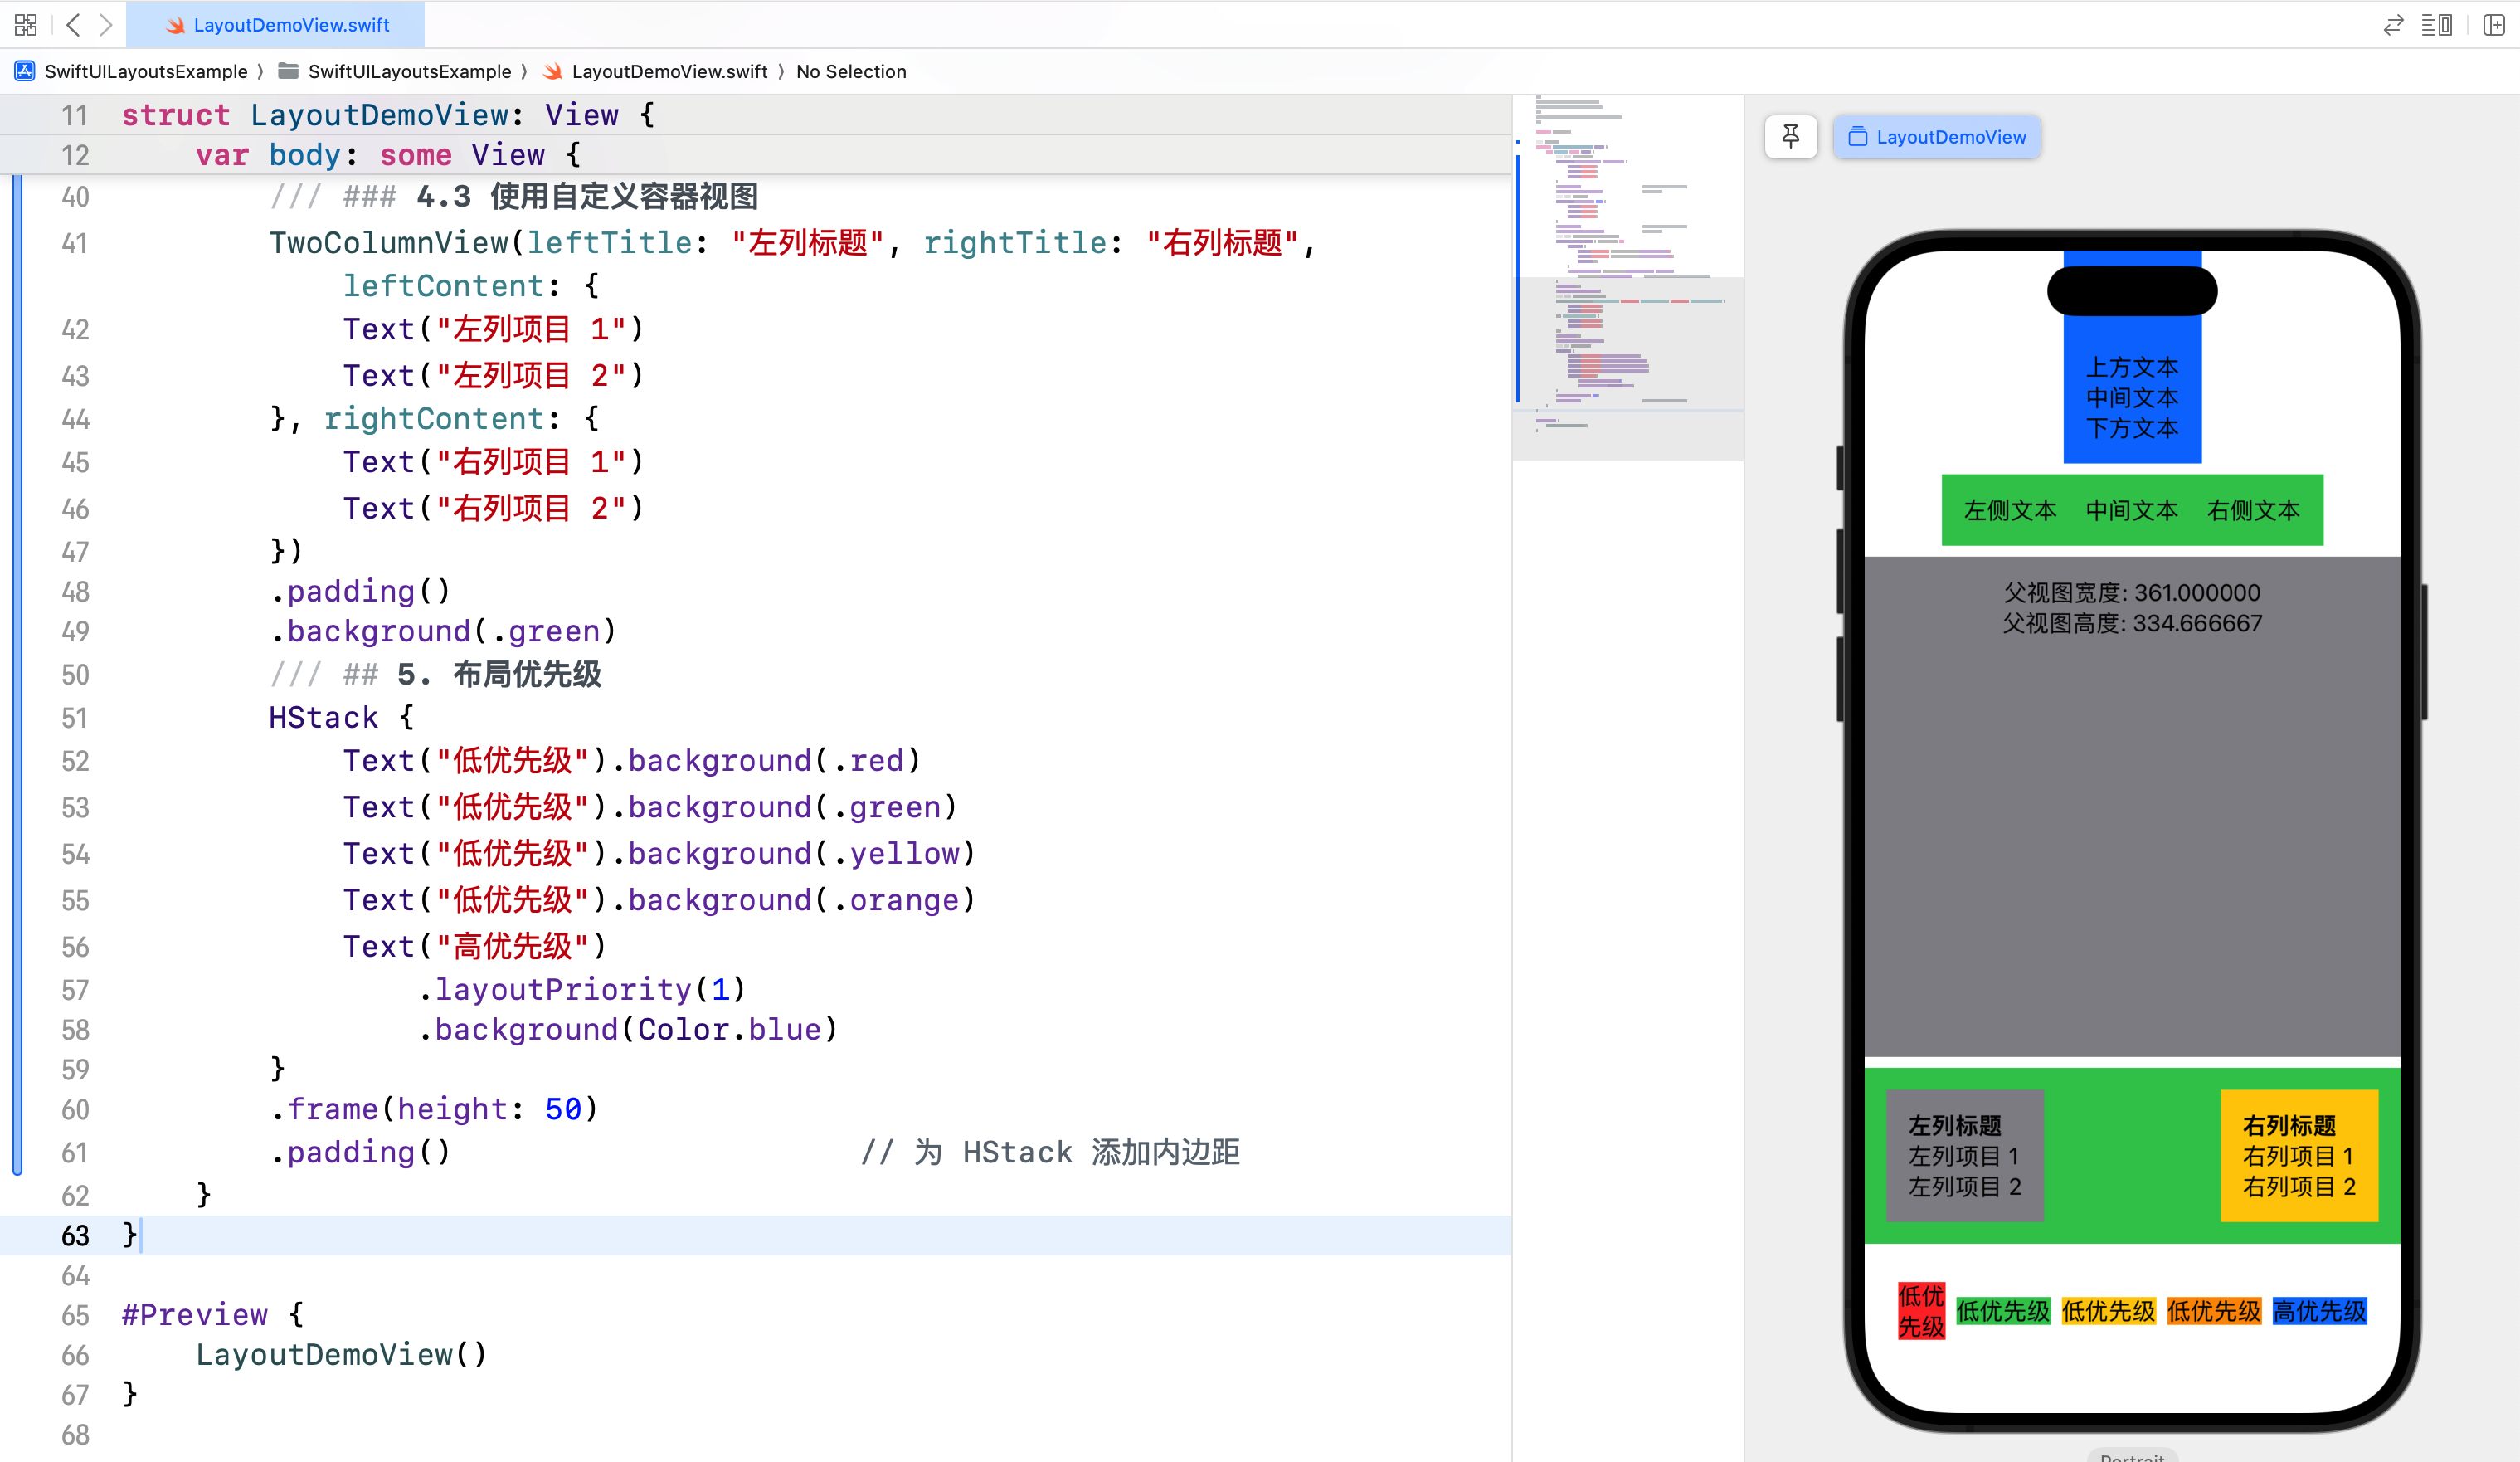 LayoutDemoView.swift
SwiftUILayoutsExample 〉 SwiftUILayoutsExample 〉 LayoutDemoView.swift 〉 No Selection
11 struct LayoutDemoView: View {
12 var body: some View {
40 /// ### 4.3 使用自定义容器视图
41 TwoColumnView(leftTitle: "左列标题", rightTitle: "右列标题",
leftContent: {
42 Text("左列项目 1")
43 Text("左列项目 2")
44 }, rightContent: {
45 Text("右列项目 1")
46 Text("右列项目 2")
47 })
48 .padding()
49 .background(.green)
50 /// ## 5. 布局优先级
51 HStack {
52 Text("低优先级").background(.red)
53 Text("低优先级").background(.green)
54 Text("低优先级").background(.yellow)
55 Text("低优先级").background(.orange)
56 Text("高优先级")
57 .layoutPriority(1)
58 .background(Color.blue)
59 }
60 .frame(height: 50)
61 .padding() // 为 HStack 添加内边距
62 }
63 }
64
65 #Preview {
66 LayoutDemoView()
67 }
68
LayoutDemoView
上方文本
中间文本
下方文本
左侧文本 中间文本 右侧文本
父视图宽度: 361.000000
父视图高度: 334.666667
左列标题
左列项目 1
左列项目 2
右列标题
右列项目 1
右列项目 2
低优
先级
低优先级
低优先级
低优先级
高优先级
Portrait